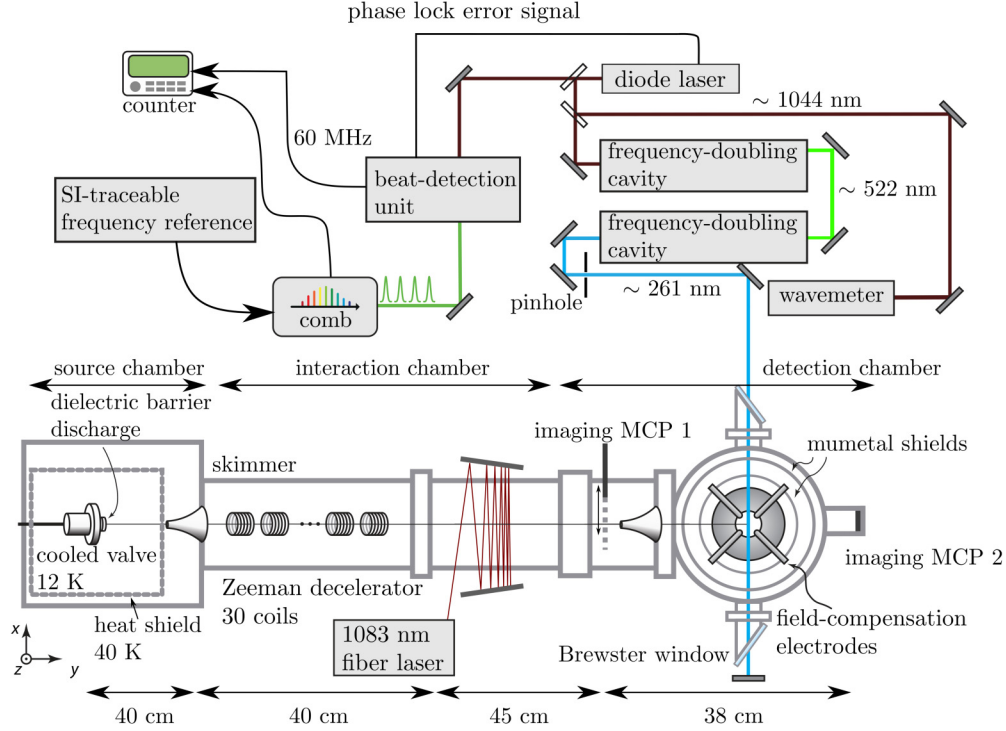 phase lock error signal
diode laser
counter
~ 1044 nm
60 MHz
beat-detection
unit
frequency-doubling
cavity
~ 522 nm
SI-traceable
frequency reference
frequency-doubling
cavity
comb
pinhole
~ 261 nm
wavemeter
source chamber
interaction chamber
detection chamber
dielectric barrier
discharge
imaging MCP 1
mumetal shields
skimmer
cooled valve
12 K
imaging MCP 2
Zeeman decelerator
30 coils
heat shield
40 K
1083 nm
fiber laser
Brewster window
field-compensation
electrodes
x
z
y
40 cm
40 cm
45 cm
38 cm